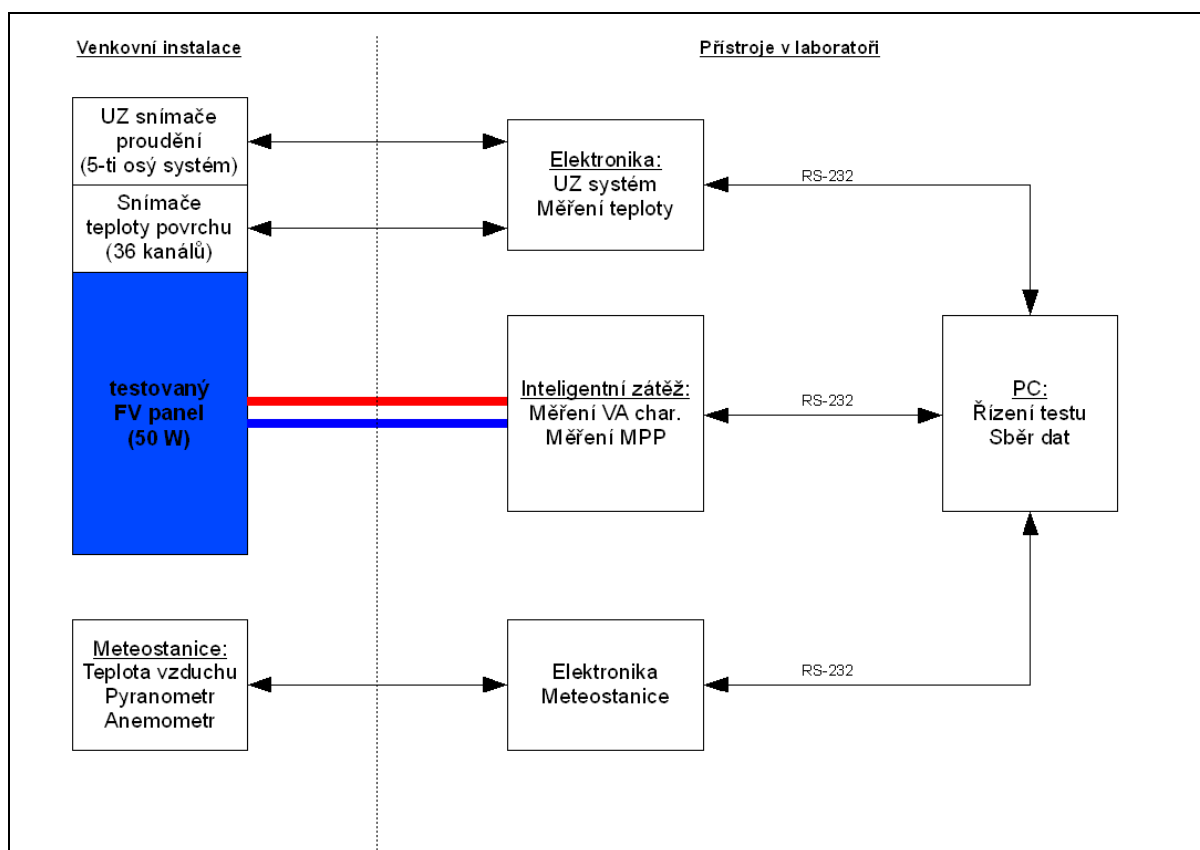 Venkovní instalace
Přístroje v laboratoři
UZ snímače
proudění
(5-ti osý systém)
Snímače
teploty povrchu
(36 kanálů)
testovaný
FV panel
(50 W)
Meteostanice:
Teplota vzduchu
Pyranometr
Anemometr
Elektronika:
UZ systém
Měření teploty
Inteligentní zátěž:
Měření VA char.
Měření MPP
Elektronika
Meteostanice
RS-232
RS-232
RS-232
PC:
Řízení testu
Sběr dat